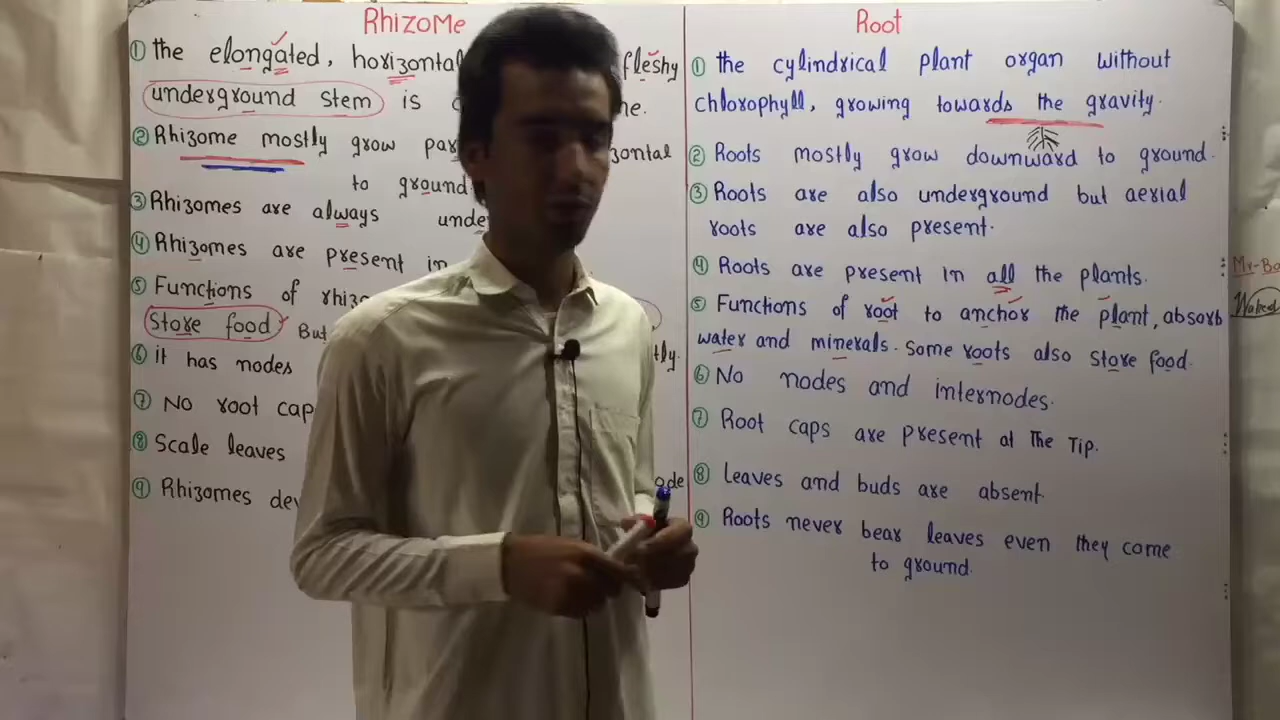 Rhizome
① the elongated, horizontal fleshy
underground stem is
② Rhizome mostly grow
to ground
③ Rhizomes are always
④ Rhizomes are present in
⑤ Functions of
Store food But
⑥ it has nodes
⑦ No root cap
⑧ Scale leaves
⑨ Rhizomes
Root
① the cylindrical plant organ without
chlorophyll, growing towards the gravity.
② Roots mostly grow downward to ground.
③ Roots are also underground but aerial
roots are also present.
④ Roots are present in all the plants.
⑤ Functions of root to anchor the plant, absorb
water and minerals. Some roots also store food.
⑥ No nodes and internodes.
⑦ Root caps are present at The Tip.
⑧ Leaves and buds are absent.
⑨ Roots never bear leaves even they come
to ground.